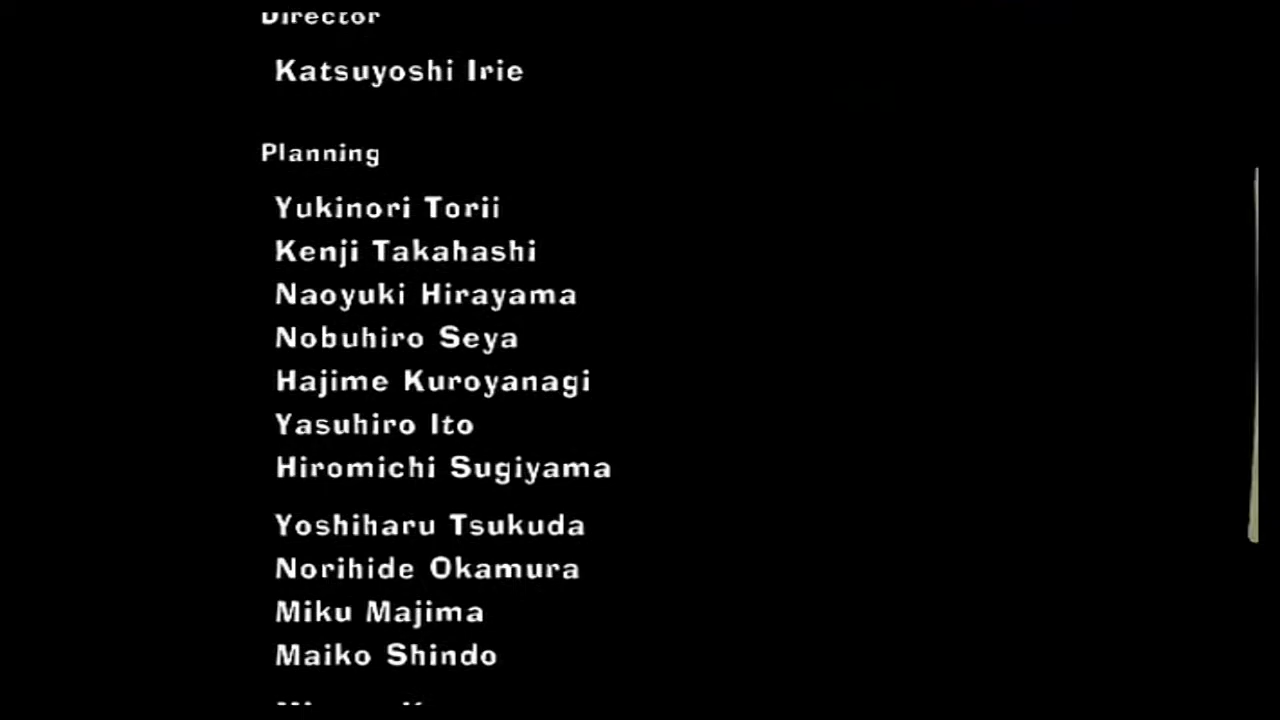 Director
Katsuyoshi Irie
Planning
Yukinori Torii
Kenji Takahashi
Naoyuki Hirayama
Nobuhiro Seya
Hajime Kuroyanagi
Yasuhiro Ito
Hiromichi Sugiyama
Yoshiharu Tsukuda
Norihide Okamura
Miku Majima
Maiko Shindo